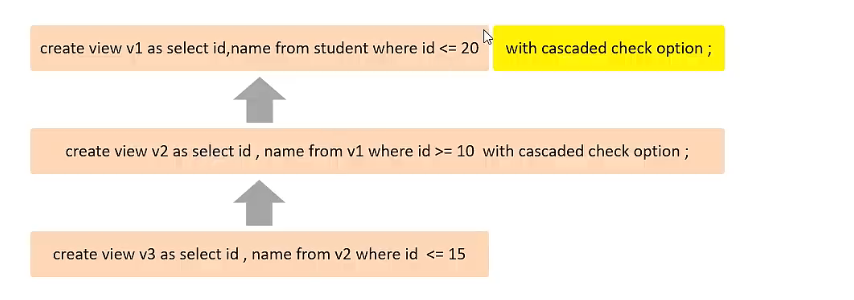 create view v1 as select id,name from student where id <= 20 with cascaded check option ;
create view v2 as select id , name from v1 where id >= 10 with cascaded check option ;
create view v3 as select id , name from v2 where id <= 15